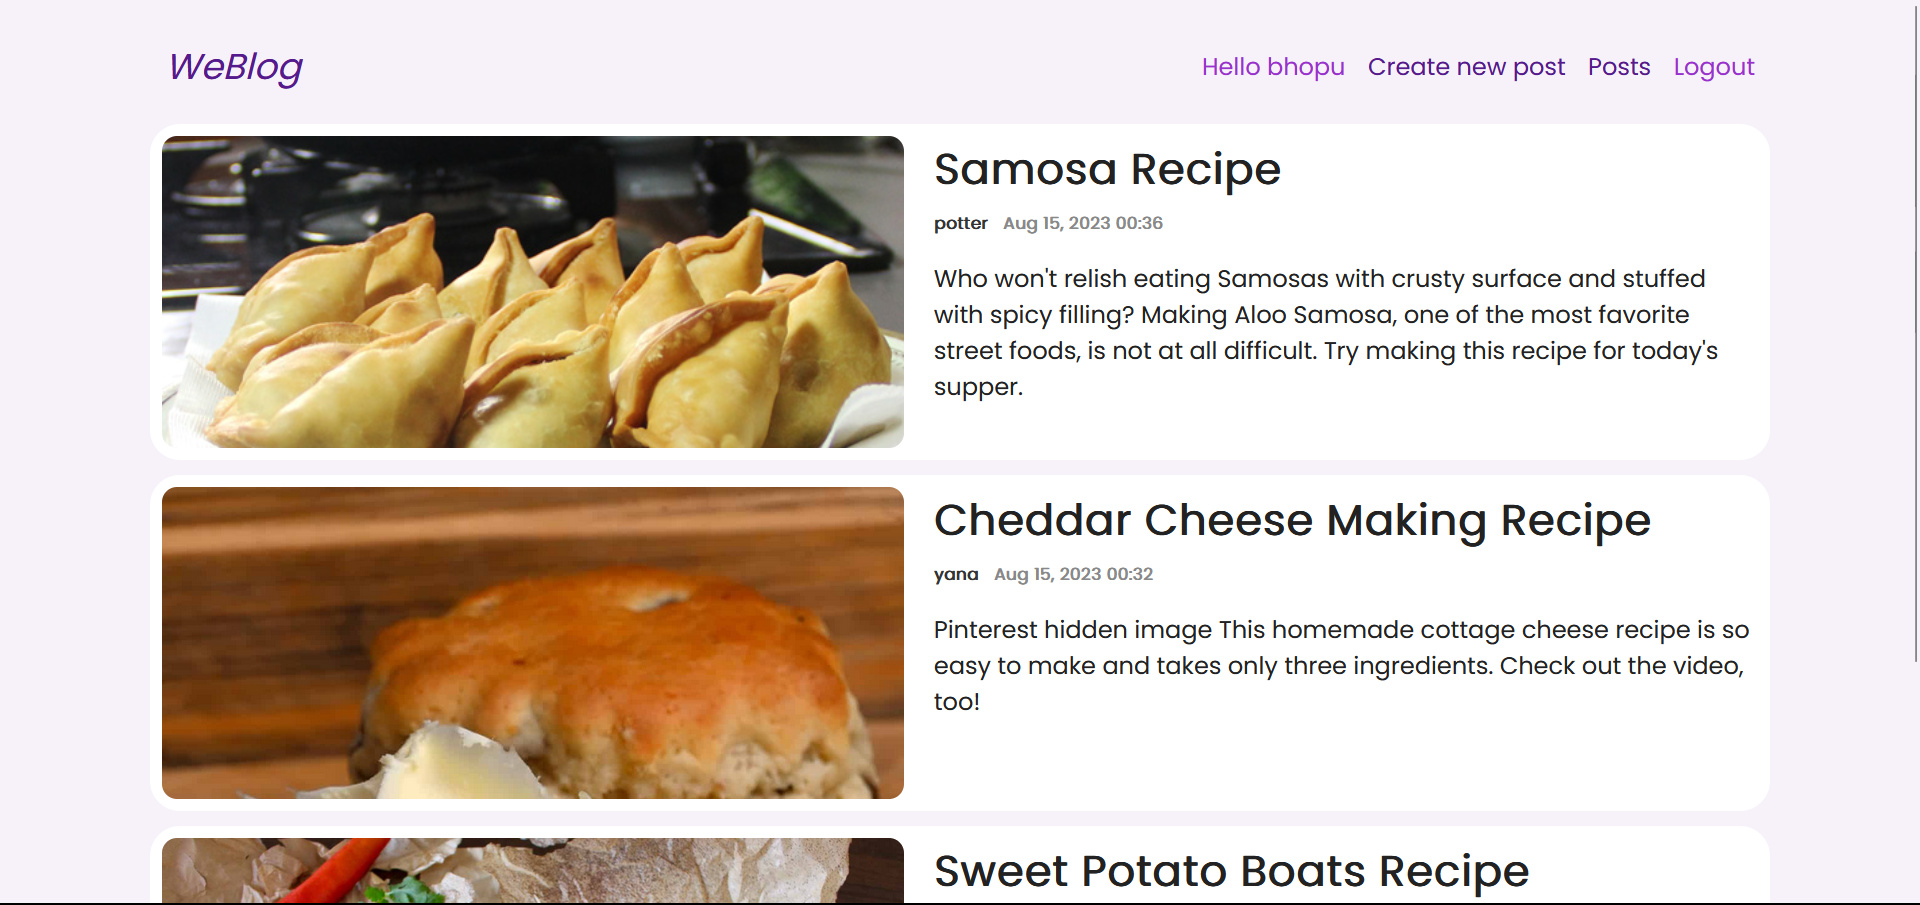 WeBlog
Hello bhopu Create new post Posts Logout
Samosa Recipe
potter Aug 15, 2023 00:36
Who won't relish eating Samosas with crusty surface and stuffed
with spicy filling? Making Aloo Samosa, one of the most favorite
street foods, is not at all difficult. Try making this recipe for today's
supper.
Cheddar Cheese Making Recipe
yana Aug 15, 2023 00:32
Pinterest hidden image This homemade cottage cheese recipe is so
easy to make and takes only three ingredients. Check out the video,
too!
Sweet Potato Boats Recipe